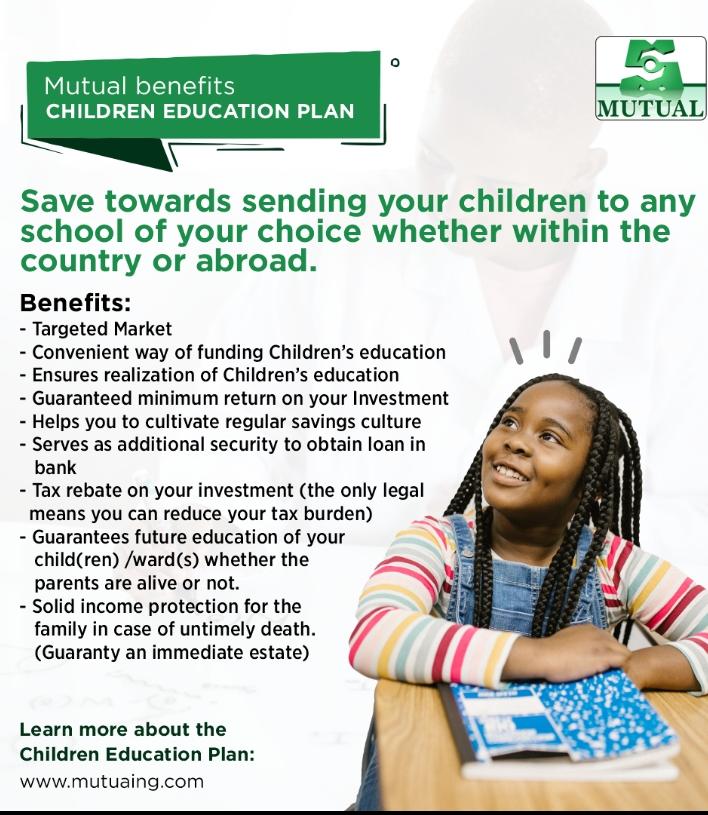 Mutual benefits
CHILDREN EDUCATION PLAN
MUTUAL
Save towards sending your children to any
school of your choice whether within the
country or abroad.
Benefits:
- Targeted Market
- Convenient way of funding Children's education
- Ensures realization of Children's education
- Guaranteed minimum return on your Investment
- Helps you to cultivate regular savings culture
- Serves as additional security to obtain loan in
bank
- Tax rebate on your investment (the only legal
means you can reduce your tax burden)
- Guarantees future education of your
child(ren) /ward(s) whether the
parents are alive or not.
- Solid income protection for the
family in case of untimely death.
(Guaranty an immediate estate)
Learn more about the
Children Education Plan:
www.mutuaing.com